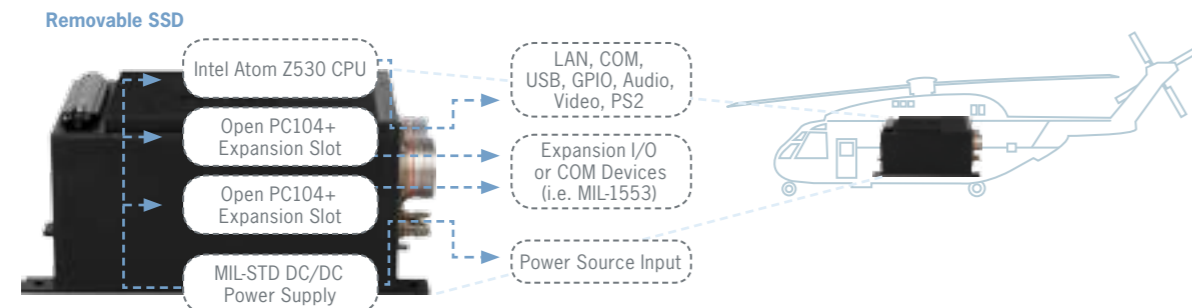 Removable SSD
Intel Atom Z530 CPU
Open PC104+
Expansion Slot
Open PC104+
Expansion Slot
MIL-STD DC/DC
Power Supply
LAN, COM,
USB, GPIO, Audio,
Video, PS2
Expansion I/O
or COM Devices
(i.e. MIL-1553)
Power Source Input